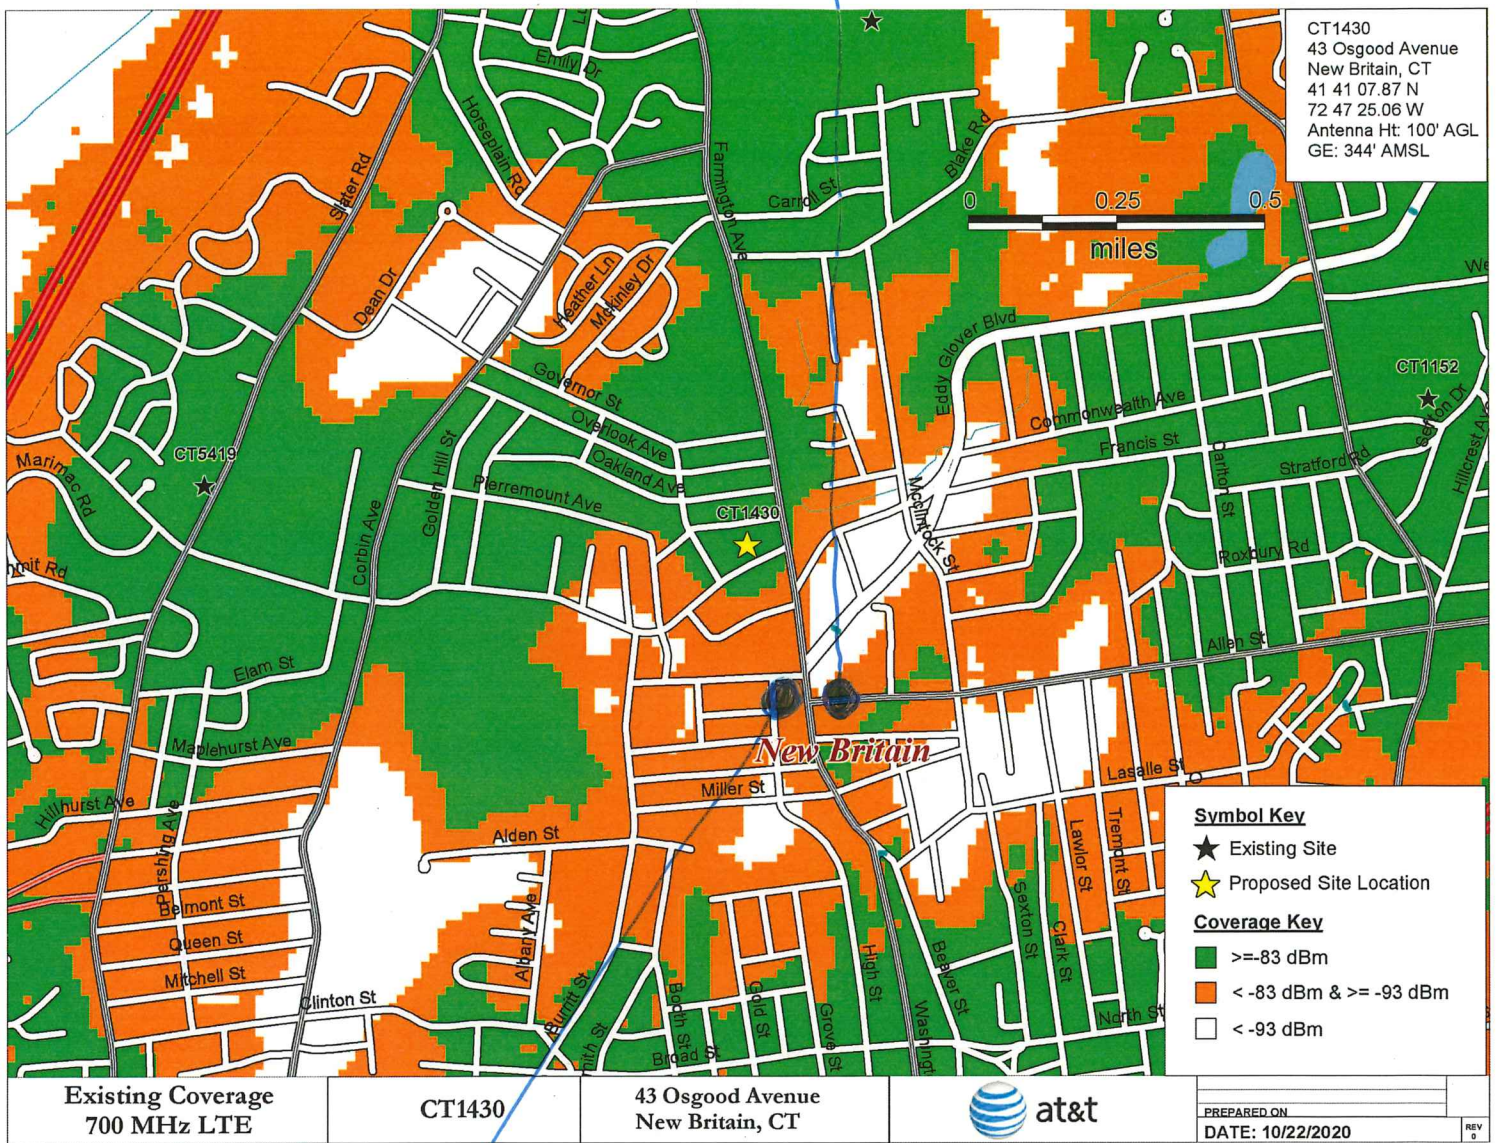 CT1430
43 Osgood Avenue
New Britain, CT
41 41 07.87 N
72 47 25.06 W
Antenna Ht: 100' AGL
GE: 344' AMSL
0 0.25 0.5
miles
Emily Dr
Horseplain Rd
Slater Rd
Farmington Ave
Blake Rd
Carroll St
Dean Dr
Heather Ln
Mckinley Dr
Eddy Glover Blvd
Governor St
Overlook Ave
Oakland Ave
Pierremount Ave
Golden Hill St
Corbin Ave
Commonwealth Ave
Francis St
Carlton St
Stratford Rd
Sefton Dr
CT1152
CT5419
CT1430
Marimac Rd
Mcclintock St
Roxbury Rd
Allen St
Elam St
Maplehurst Ave
Hillhurst Ave
Pershing Ave
New Britain
Miller St
Lasalle St
Alden St
Belmont St
Queen St
Mitchell St
Clinton St
Albany Ave
Burritt St
Booth St
Gold St
Grove St
High St
Beaver St
Sexton St
Clark St
Lawlor St
Tremont St
North St
Broad St
Symbol Key
Existing Site
Proposed Site Location
Coverage Key
>=-83 dBm
< -83 dBm & >= -93 dBm
< -93 dBm
Existing Coverage
700 MHz LTE
CT1430
43 Osgood Avenue
New Britain, CT
at&t
PREPARED ON
DATE: 10/22/2020
REV
0